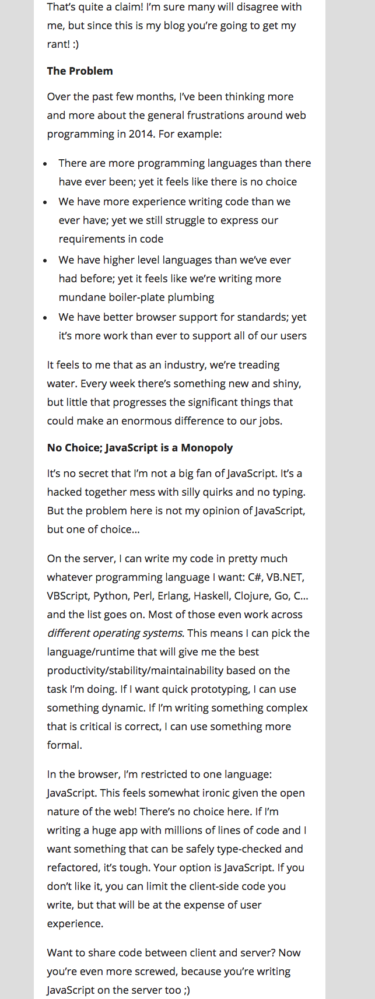 That’s quite a claim! I’m sure many will disagree with
me, but since this is my blog you’re going to get my
rant! :)
The Problem
Over the past few months, I’ve been thinking more
and more about the general frustrations around web
programming in 2014. For example:
• There are more programming languages than there
have ever been; yet it feels like there is no choice
• We have more experience writing code than we
ever have; yet we still struggle to express our
requirements in code
• We have higher level languages than we’ve ever
had before; yet it feels like we’re writing more
mundane boiler-plate plumbing
• We have better browser support for standards; yet
it’s more work than ever to support all of our users
It feels to me that as an industry, we’re treading
water. Every week there’s something new and shiny,
but little that progresses the significant things that
could make an enormous difference to our jobs.
No Choice; JavaScript is a Monopoly
It’s no secret that I’m not a big fan of JavaScript. It’s a
hacked together mess with silly quirks and no typing.
But the problem here is not my opinion of JavaScript,
but one of choice…
On the server, I can write my code in pretty much
whatever programming language I want: C#, VB.NET,
VBScript, Python, Perl, Erlang, Haskell, Clojure, Go, C…
and the list goes on. Most of those even work across
different operating systems. This means I can pick the
language/runtime that will give me the best
productivity/stability/maintainability based on the
task I’m doing. If I want quick prototyping, I can use
something dynamic. If I’m writing something complex
that is critical is correct, I can use something more
formal.
In the browser, I’m restricted to one language:
JavaScript. This feels somewhat ironic given the open
nature of the web! There’s no choice here. If I’m
writing a huge app with millions of lines of code and I
want something that can be safely type-checked and
refactored, it’s tough. Your option is JavaScript. If you
don’t like it, you can limit the client-side code you
write, but that will be at the expense of user
experience.
Want to share code between client and server? Now
you’re even more screwed, because you’re writing
JavaScript on the server too ;)